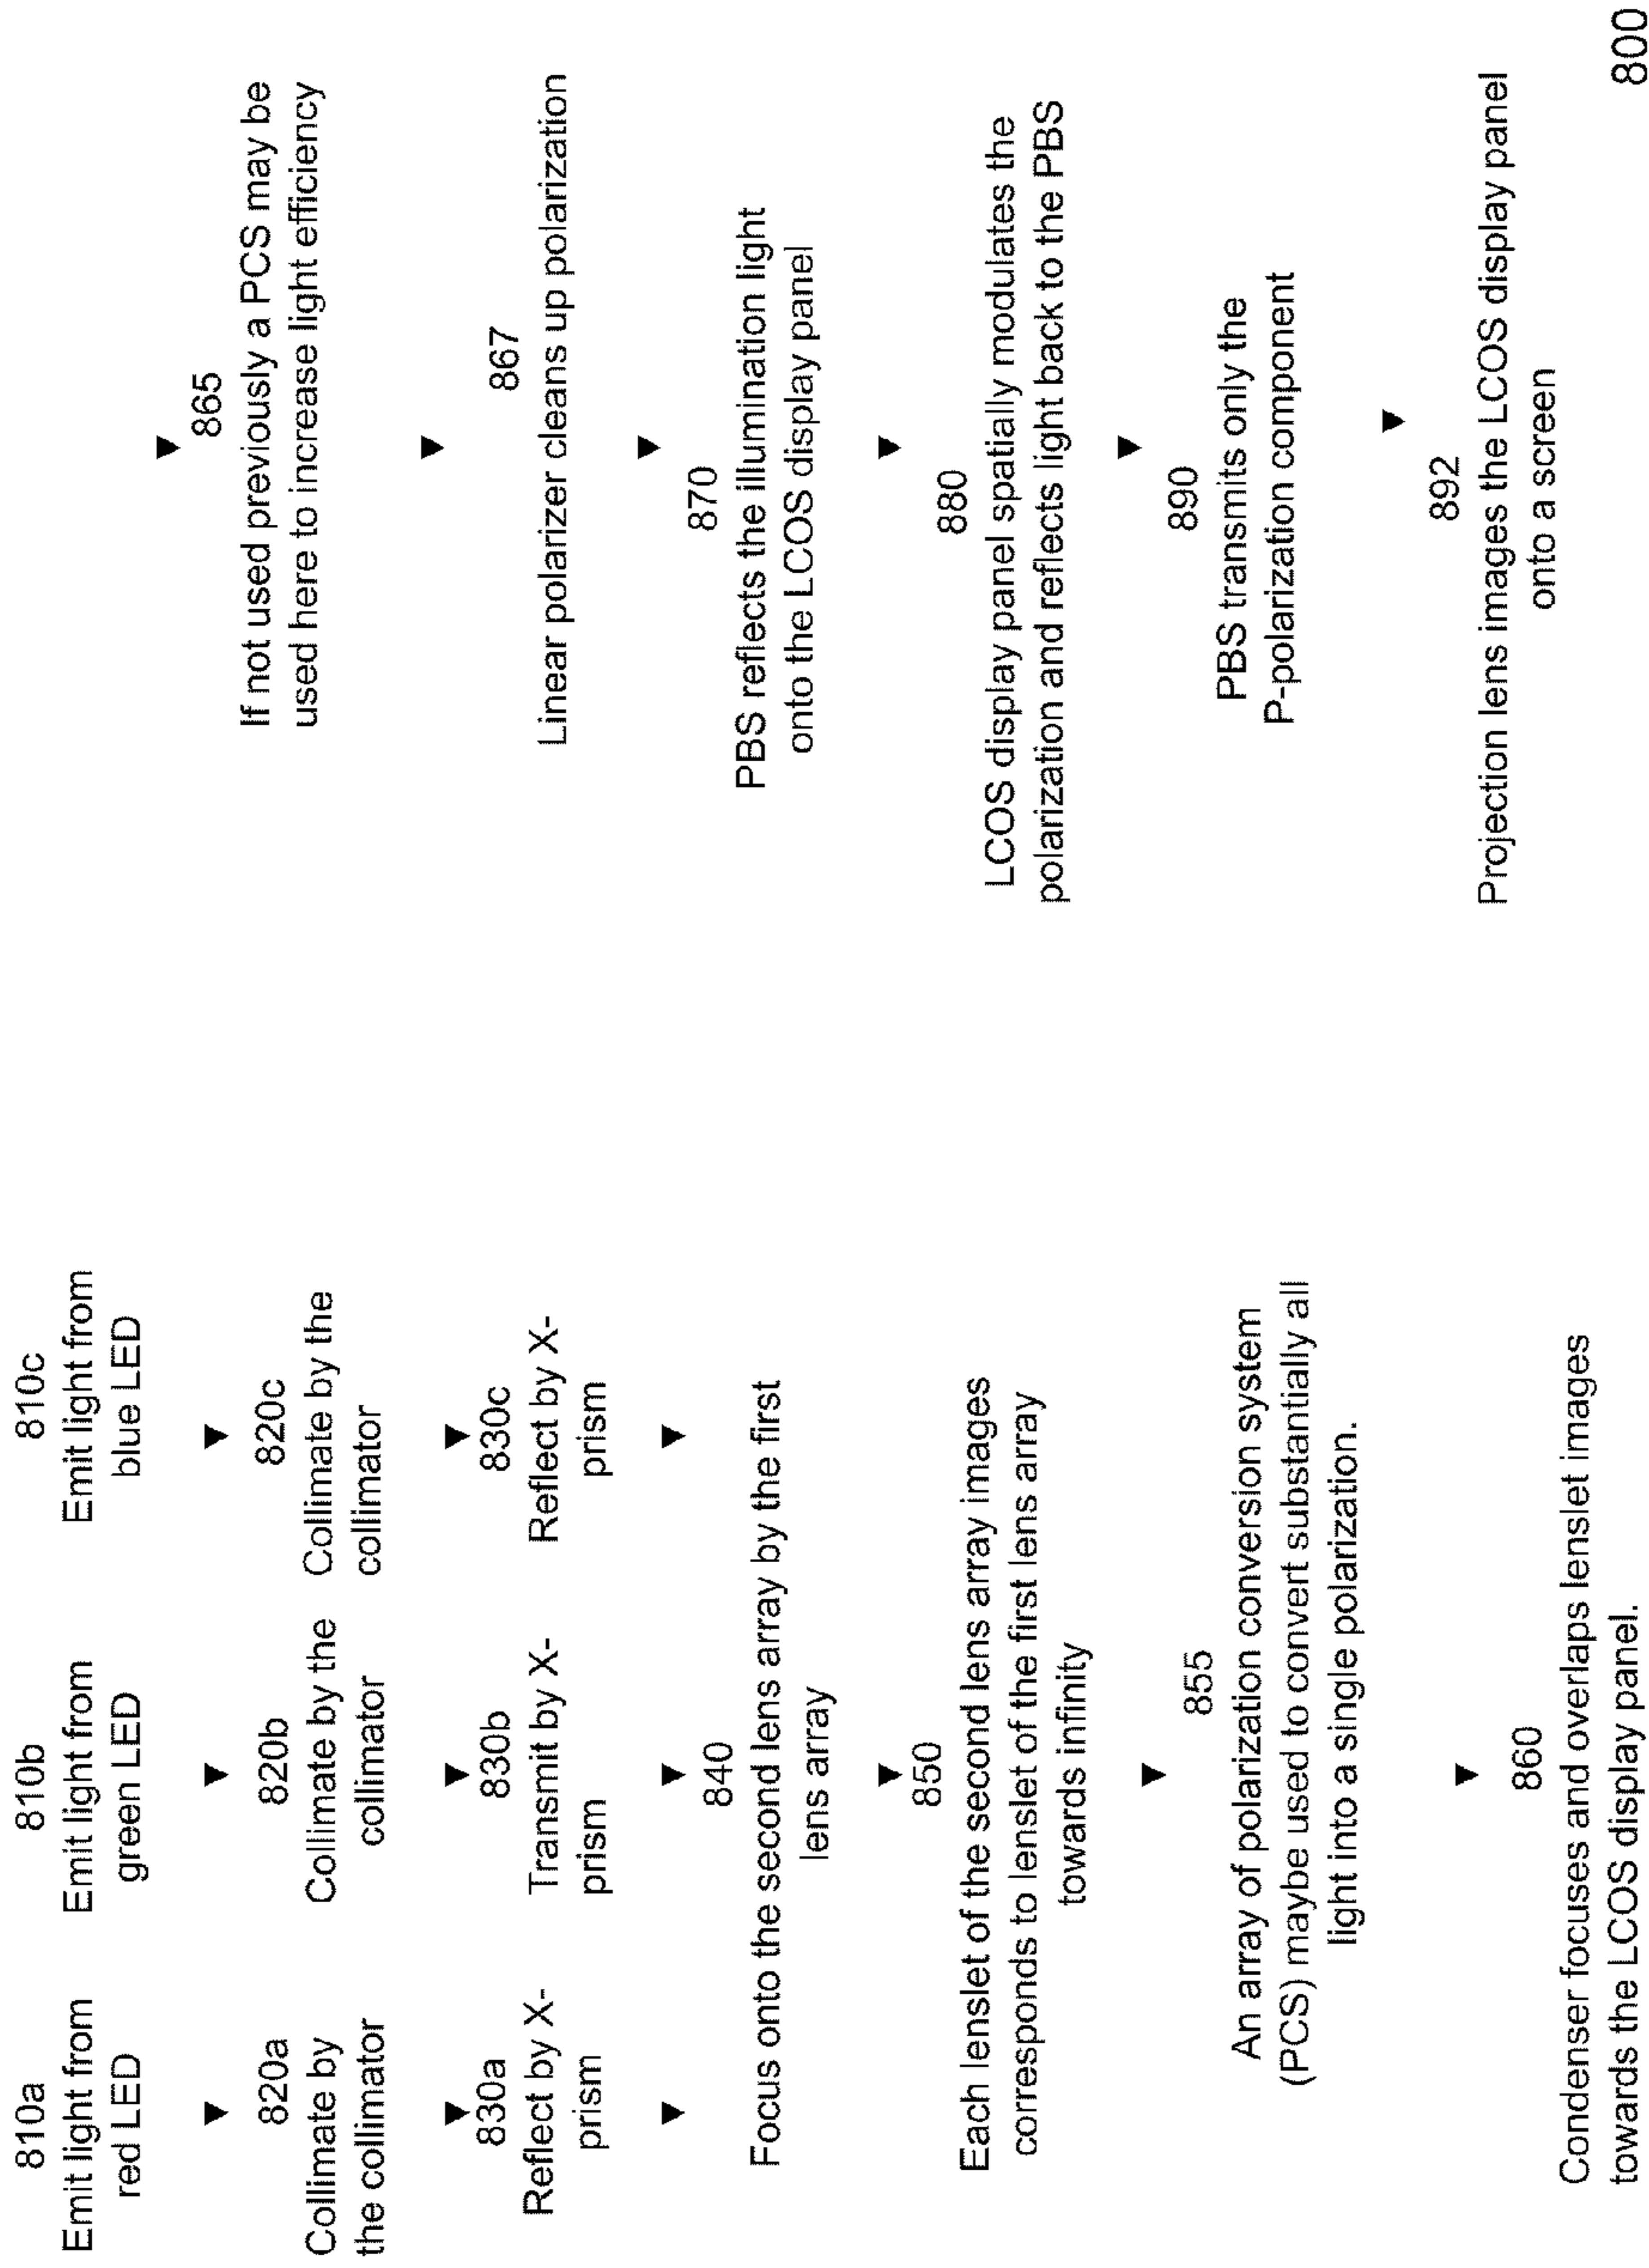 810a
Emit light from
red LED
810b
Emit light from
green LED
810c
Emit light from
blue LED
820a
Collimate by
the collimator
820b
Collimate by the
collimator
820c
Collimate by the
collimator
830a
Reflect by X-
prism
830b
Transmit by X-
prism
830c
Reflect by X-
prism
840
Focus onto the second lens array by the first
lens array
850
Each lenslet of the second lens array images
corresponds to lenslet of the first lens array
towards infinity
855
An array of polarization conversion system
(PCS) maybe used to convert substantially all
light into a single polarization.
860
Condenser focuses and overlaps lenslet images
towards the LCOS display panel.
865
If not used previously a PCS may be
used here to increase light efficiency
867
Linear polarizer cleans up polarization
870
PBS reflects the illumination light
onto the LCOS display panel
880
LCOS display panel spatially modulates the
polarization and reflects light back to the PBS
890
PBS transmits only the
P-polarization component
892
Projection lens images the LCOS display panel
onto a screen
800